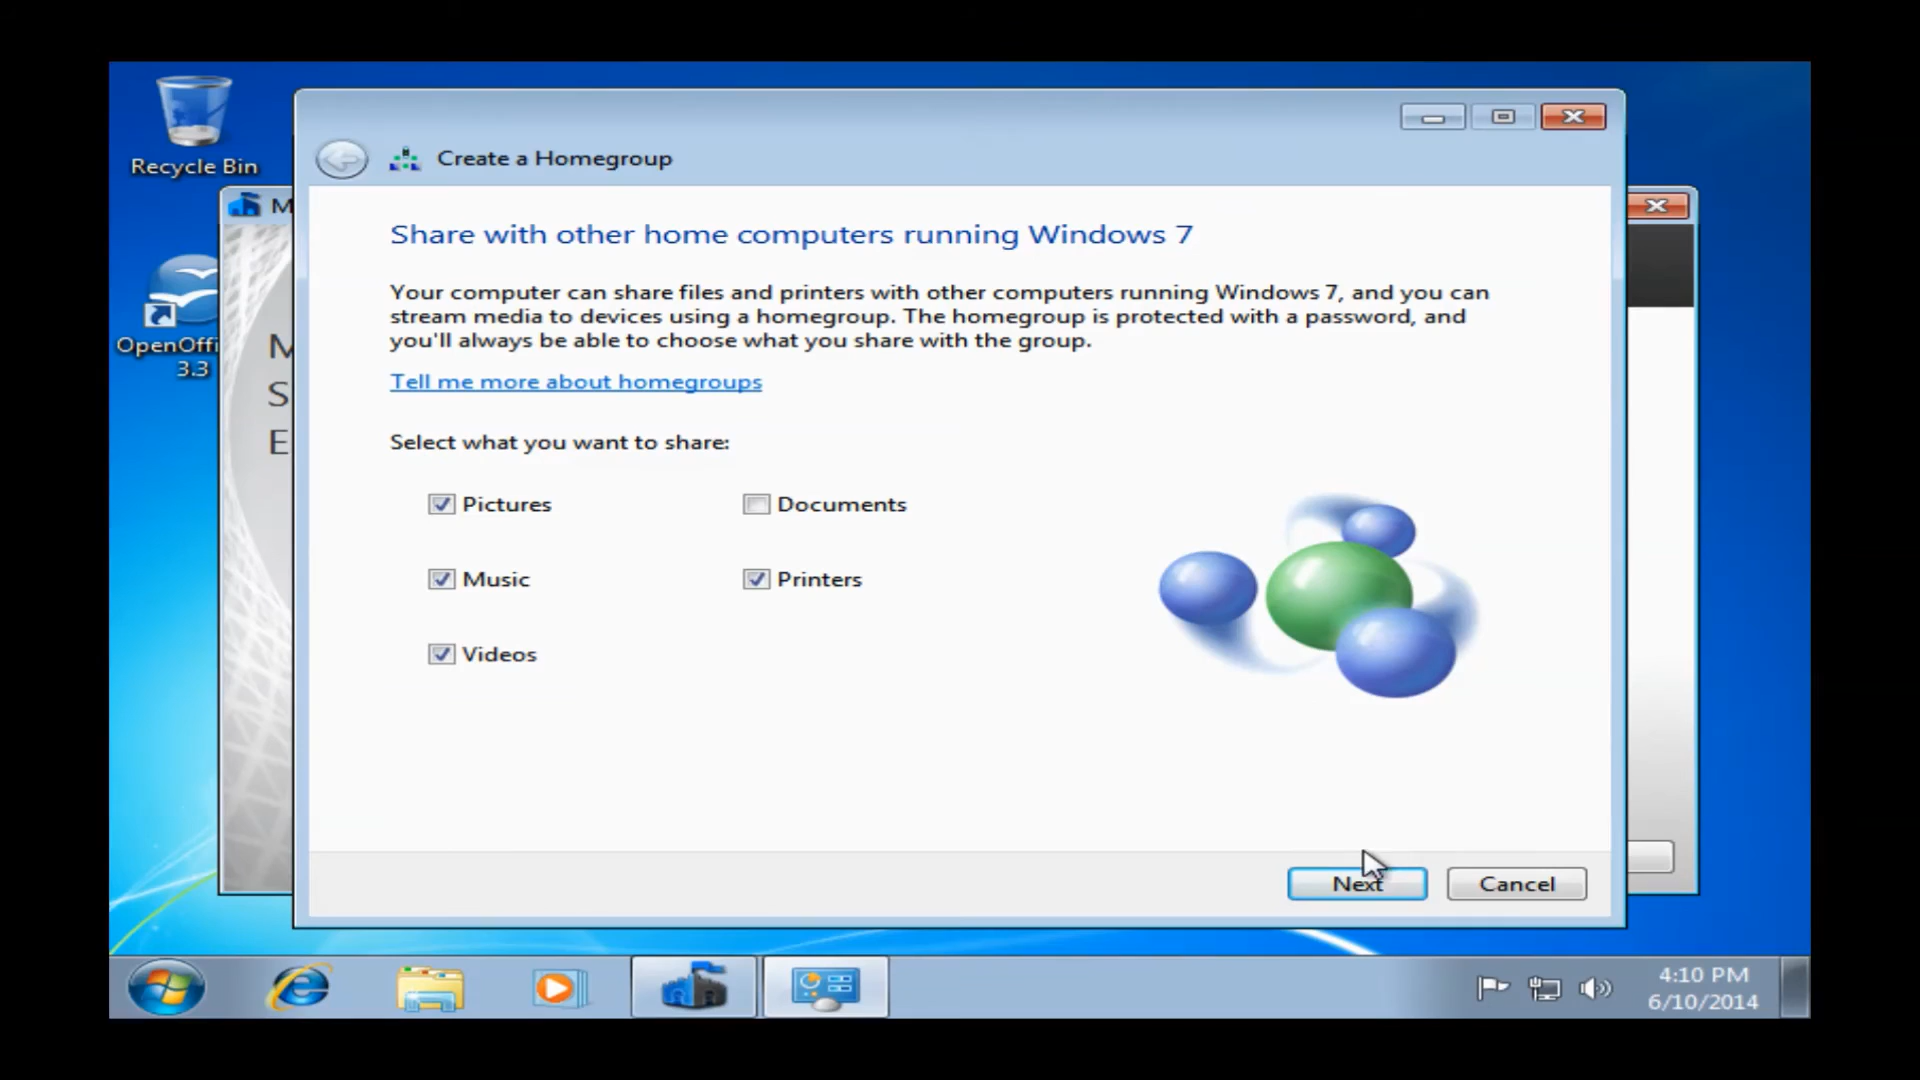 Recycle Bin
Create a Homegroup
M
OpenOffi
3.3
M
S
E
Share with other home computers running Windows 7
Your computer can share files and printers with other computers running Windows 7, and you can
stream media to devices using a homegroup. The homegroup is protected with a password, and
you'll always be able to choose what you share with the group.
Tell me more about homegroups
Select what you want to share:
Pictures
Documents
Music
Printers
Videos
Next
Cancel
4:10 PM
6/10/2014